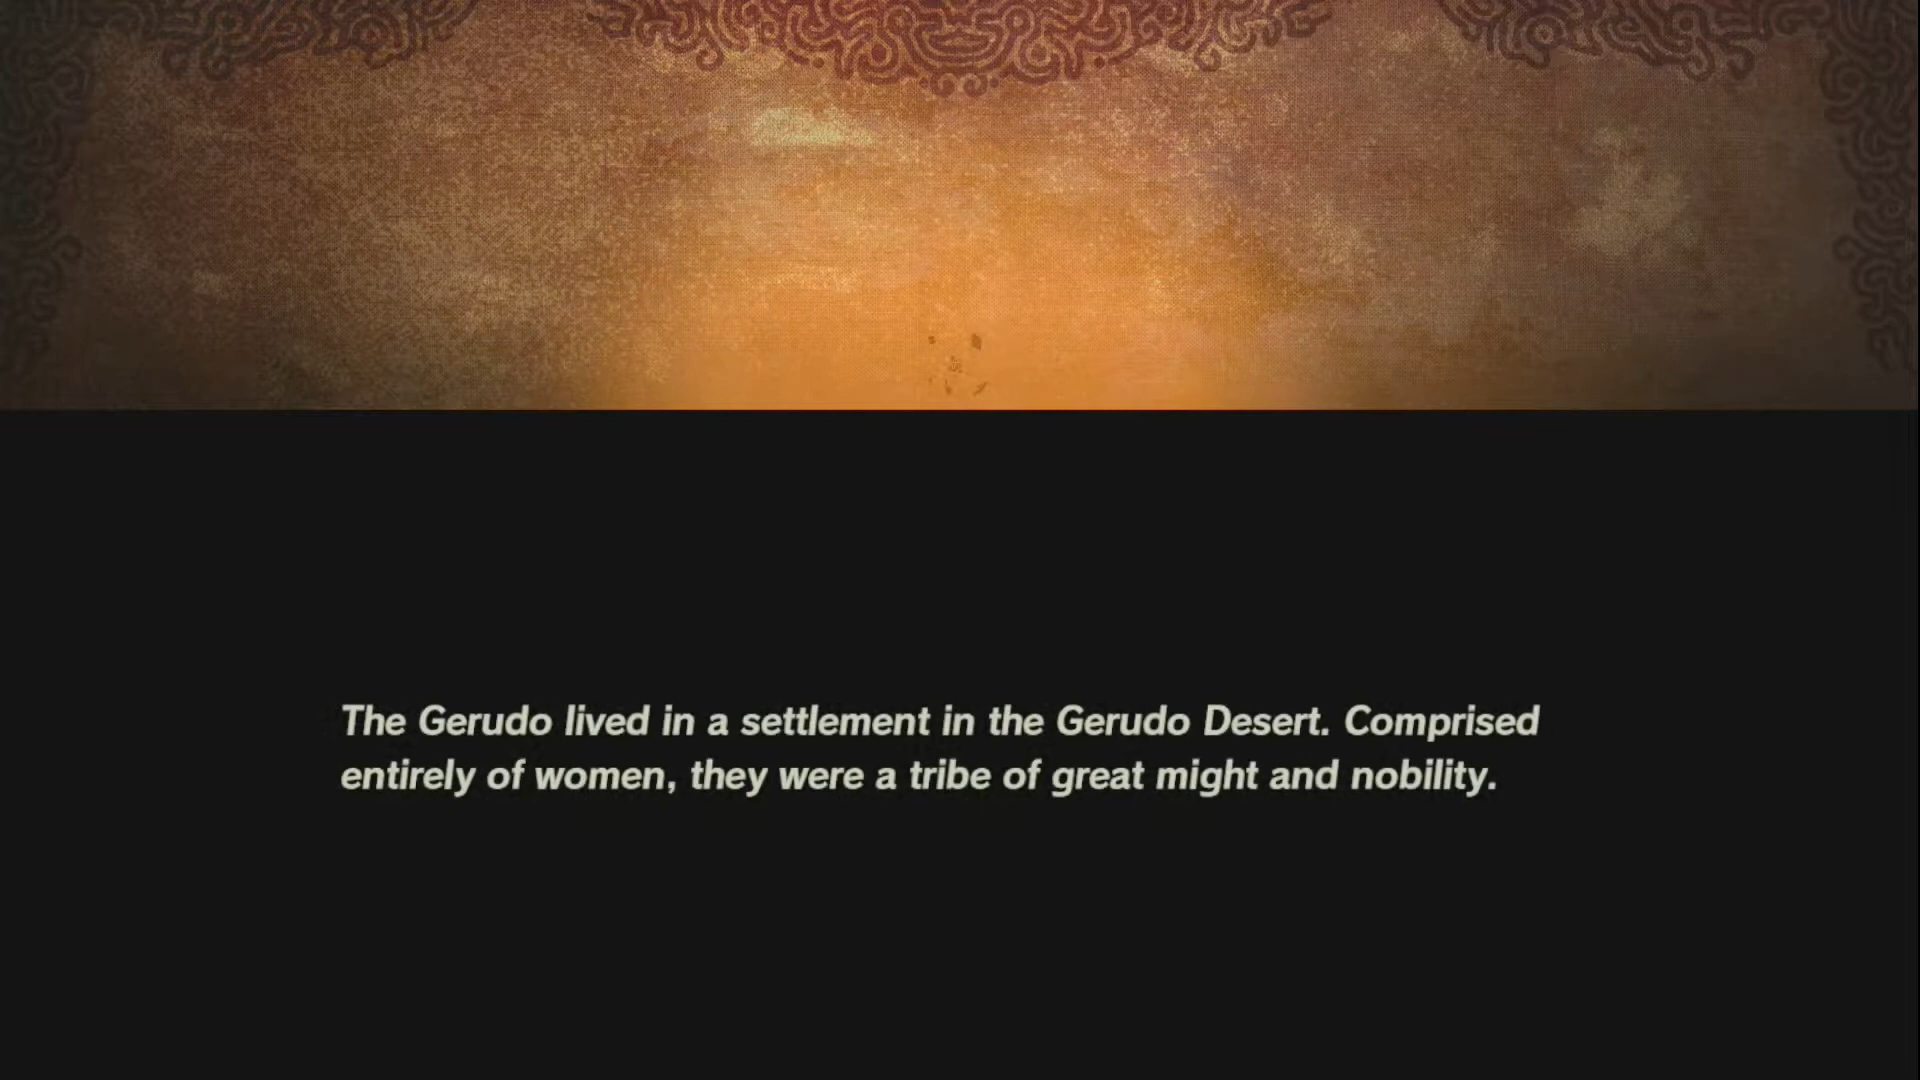 The Gerudo lived in a settlement in the Gerudo Desert. Comprised
entirely of women, they were a tribe of great might and nobility.